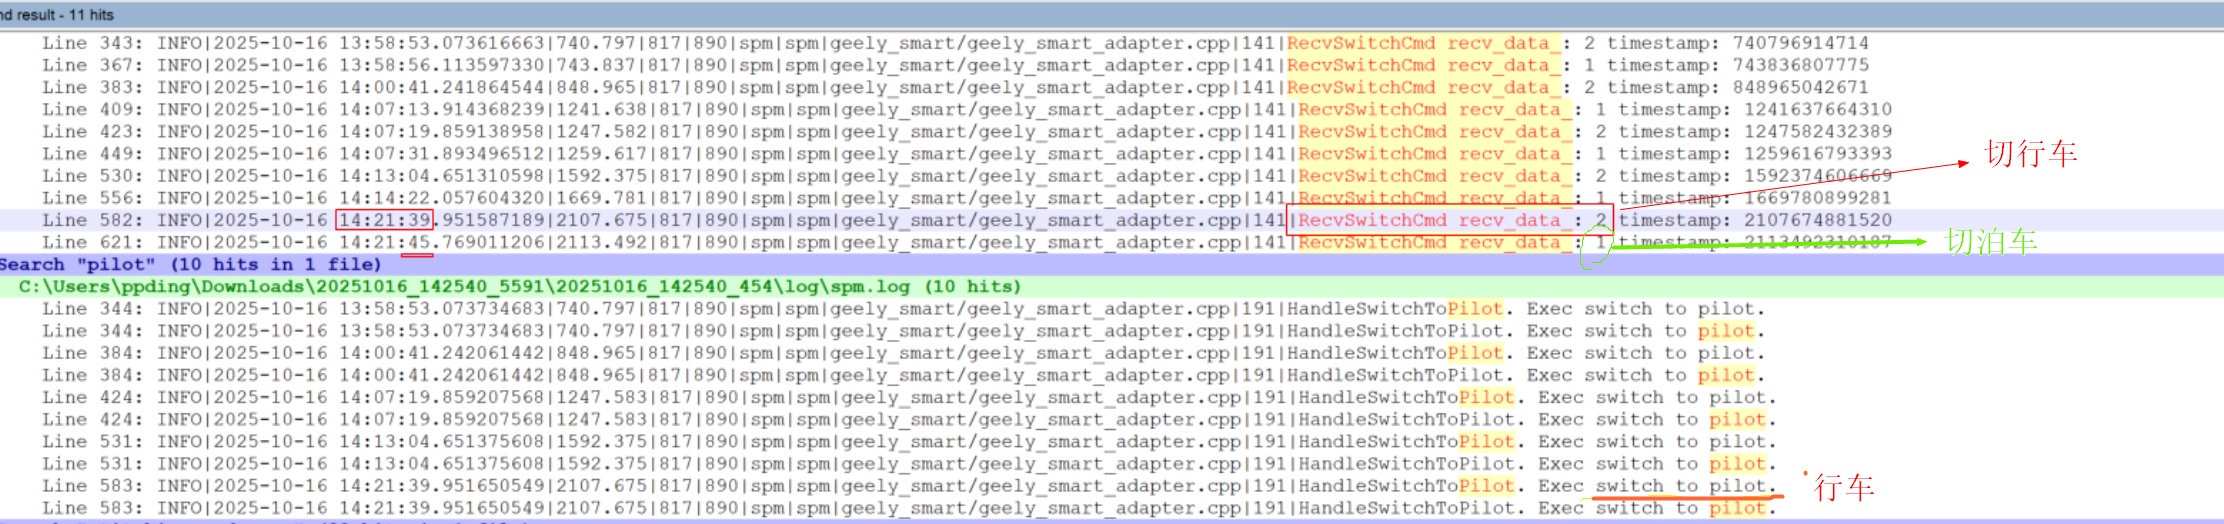 nd result - 11 hits
Line 343: INFO|2025-10-16 13:58:53.073616663|740.797|817|890|spm|spm|geely_smart/geely_smart_adapter.cpp|141|RecvSwitchCmd recv_data_: 2 timestamp: 740796914714
Line 367: INFO|2025-10-16 13:58:56.113597330|743.837|817|890|spm|spm|geely_smart/geely_smart_adapter.cpp|141|RecvSwitchCmd recv_data_: 1 timestamp: 743836807775
Line 383: INFO|2025-10-16 14:00:41.241864544|848.965|817|890|spm|spm|geely_smart/geely_smart_adapter.cpp|141|RecvSwitchCmd recv_data_: 2 timestamp: 848965042671
Line 409: INFO|2025-10-16 14:07:13.914368239|1241.638|817|890|spm|spm|geely_smart/geely_smart_adapter.cpp|141|RecvSwitchCmd recv_data_: 1 timestamp: 1241637664310
Line 423: INFO|2025-10-16 14:07:19.859138958|1247.582|817|890|spm|spm|geely_smart/geely_smart_adapter.cpp|141|RecvSwitchCmd recv_data_: 2 timestamp: 1247582432389
Line 449: INFO|2025-10-16 14:07:31.893496512|1259.617|817|890|spm|spm|geely_smart/geely_smart_adapter.cpp|141|RecvSwitchCmd recv_data_: 1 timestamp: 1259616793393
切行车
Line 530: INFO|2025-10-16 14:13:04.651310598|1592.375|817|890|spm|spm|geely_smart/geely_smart_adapter.cpp|141|RecvSwitchCmd recv_data_: 2 timestamp: 1592374606669
Line 556: INFO|2025-10-16 14:14:22.057604320|1669.781|817|890|spm|spm|geely_smart/geely_smart_adapter.cpp|141|RecvSwitchCmd recv_data_: 1 timestamp: 1669780899281
Line 582: INFO|2025-10-16 14:21:39.951587189|2107.675|817|890|spm|spm|geely_smart/geely_smart_adapter.cpp|141|RecvSwitchCmd recv_data_: 2 timestamp: 2107674881520
Line 621: INFO|2025-10-16 14:21:45.769011206|2113.492|817|890|spm|spm|geely_smart/geely_smart_adapter.cpp|141|RecvSwitchCmd recv_data_: 1 timestamp: 2113492310187
切泊车
Search "pilot" (10 hits in 1 file)
C:\Users\ppding\Downloads\20251016_142540_5591\20251016_142540_454\log\spm.log (10 hits)
Line 344: INFO|2025-10-16 13:58:53.073734683|740.797|817|890|spm|spm|geely_smart/geely_smart_adapter.cpp|191|HandleSwitchToPilot. Exec switch to pilot.
Line 344: INFO|2025-10-16 13:58:53.073734683|740.797|817|890|spm|spm|geely_smart/geely_smart_adapter.cpp|191|HandleSwitchToPilot. Exec switch to pilot.
Line 384: INFO|2025-10-16 14:00:41.242061442|848.965|817|890|spm|spm|geely_smart/geely_smart_adapter.cpp|191|HandleSwitchToPilot. Exec switch to pilot.
Line 384: INFO|2025-10-16 14:00:41.242061442|848.965|817|890|spm|spm|geely_smart/geely_smart_adapter.cpp|191|HandleSwitchToPilot. Exec switch to pilot.
Line 424: INFO|2025-10-16 14:07:19.859207568|1247.583|817|890|spm|spm|geely_smart/geely_smart_adapter.cpp|191|HandleSwitchToPilot. Exec switch to pilot.
Line 424: INFO|2025-10-16 14:07:19.859207568|1247.583|817|890|spm|spm|geely_smart/geely_smart_adapter.cpp|191|HandleSwitchToPilot. Exec switch to pilot.
Line 531: INFO|2025-10-16 14:13:04.651375608|1592.375|817|890|spm|spm|geely_smart/geely_smart_adapter.cpp|191|HandleSwitchToPilot. Exec switch to pilot.
Line 531: INFO|2025-10-16 14:13:04.651375608|1592.375|817|890|spm|spm|geely_smart/geely_smart_adapter.cpp|191|HandleSwitchToPilot. Exec switch to pilot.
Line 583: INFO|2025-10-16 14:21:39.951650549|2107.675|817|890|spm|spm|geely_smart/geely_smart_adapter.cpp|191|HandleSwitchToPilot. Exec switch to pilot.
行车
Line 583: INFO|2025-10-16 14:21:39.951650549|2107.675|817|890|spm|spm|geely_smart/geely_smart_adapter.cpp|191|HandleSwitchToPilot. Exec switch to pilot.